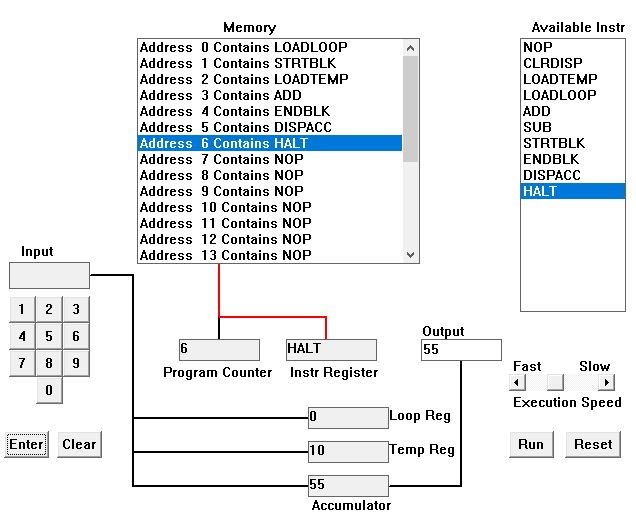 Memory
Available Instr
Address 0 Contains LOADLOOP
Address 1 Contains STRTBLK
Address 2 Contains LOADTEMP
Address 3 Contains ADD
Address 4 Contains ENDBLK
Address 5 Contains DISPACC
Address 6 Contains HALT
Address 7 Contains NOP
Address 8 Contains NOP
Address 9 Contains NOP
Address 10 Contains NOP
Address 11 Contains NOP
Address 12 Contains NOP
Address 13 Contains NOP
NOP
CLRDISP
LOADTEMP
LOADLOOP
ADD
SUB
STRTBLK
ENDBLK
DISPACC
HALT
Input
1 2 3
4 5 6
7 8 9
0
Enter Clear
6
Program Counter
HALT
Instr Register
Output
55
Fast Slow
Execution Speed
Run Reset
0 Loop Reg
10 Temp Reg
55
Accumulator